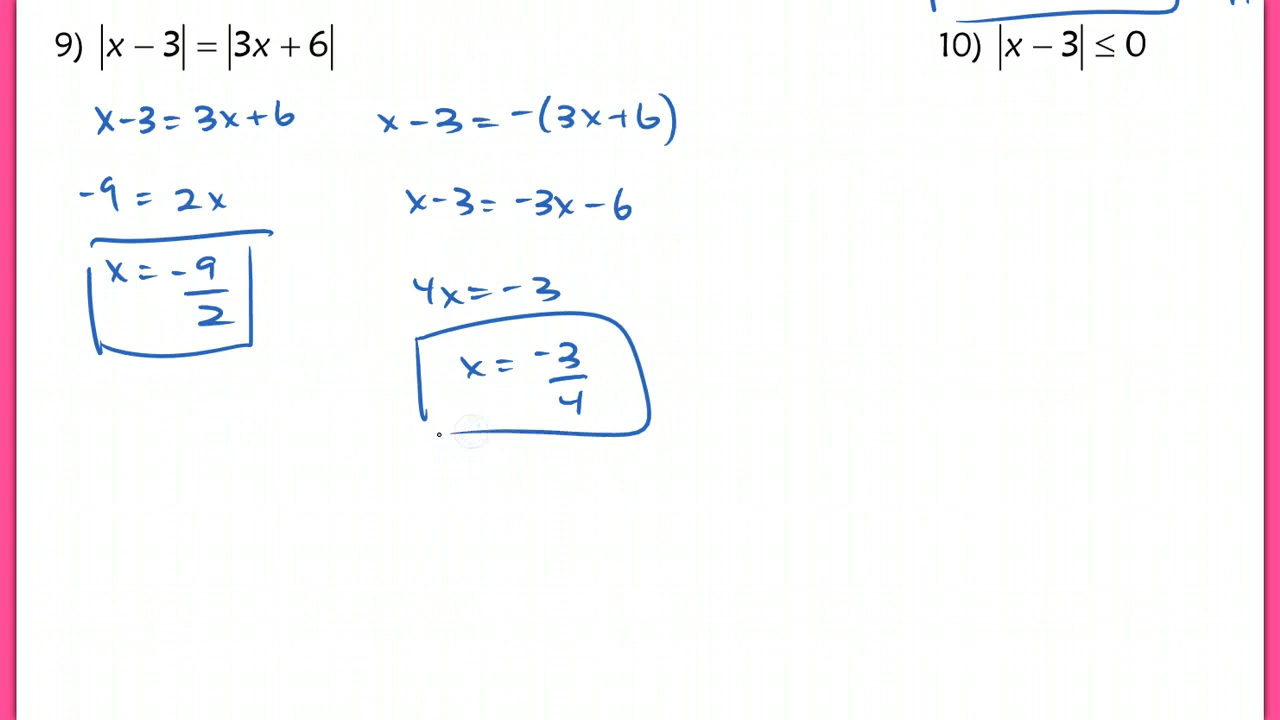 9) |x − 3| = |3x + 6|
x-3 = 3x+6
-9 = 2x
x = -9/2
x-3 = -(3x+6)
x-3 = -3x-6
4x = -3
x = -3/4
10) |x − 3| ≤ 0